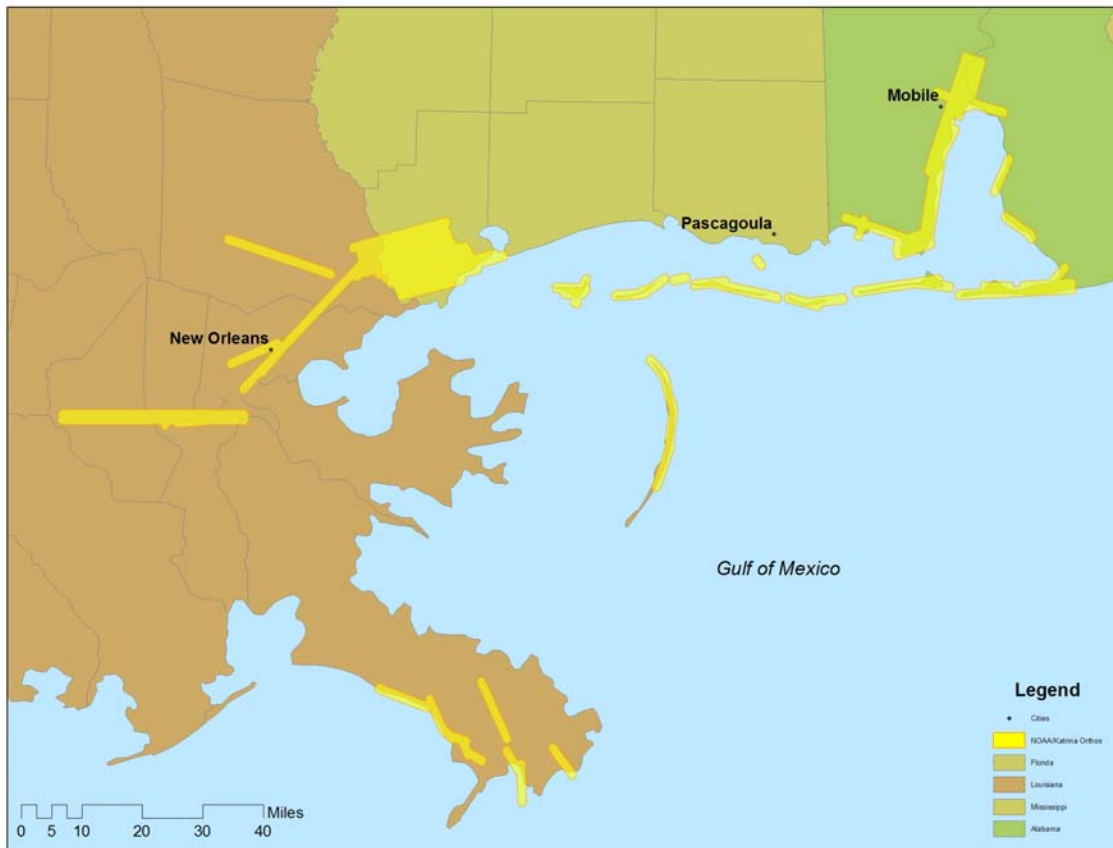 Mobile
Pascagoula
New Orleans
Gulf of Mexico
Legend
Cities
NOAA/Katrina Orthos
Florida
Louisiana
Mississippi
Alabama
Miles
0 5 10 20 30 40